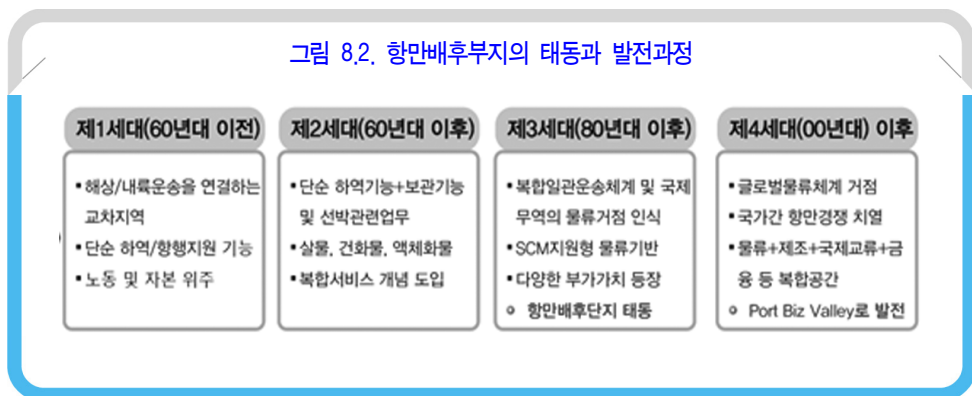 그림 8.2. 항만배후부지의 태동과 발전과정
제1세대(60년대 이전)
▪해상/내륙운송을 연결하는
교차지역
▪단순 하역/항행지원 기능
▪노동 및 자본 위주
제2세대(60년대 이후)
▪단순 하역기능+보관기능
및 선박관련업무
▪살물, 건화물, 액체화물
▪복합서비스 개념 도입
제3세대(80년대 이후)
▪복합일관운송체계 및 국제
무역의 물류거점 인식
▪SCM지원형 물류기반
▪다양한 부가가치 등장
○ 항만배후단지 태동
제4세대(00년대) 이후
▪글로벌물류체계 거점
▪국가간 항만경쟁 치열
▪물류+제조+국제교류+금
융 등 복합공간
○ Port Biz Valley로 발전